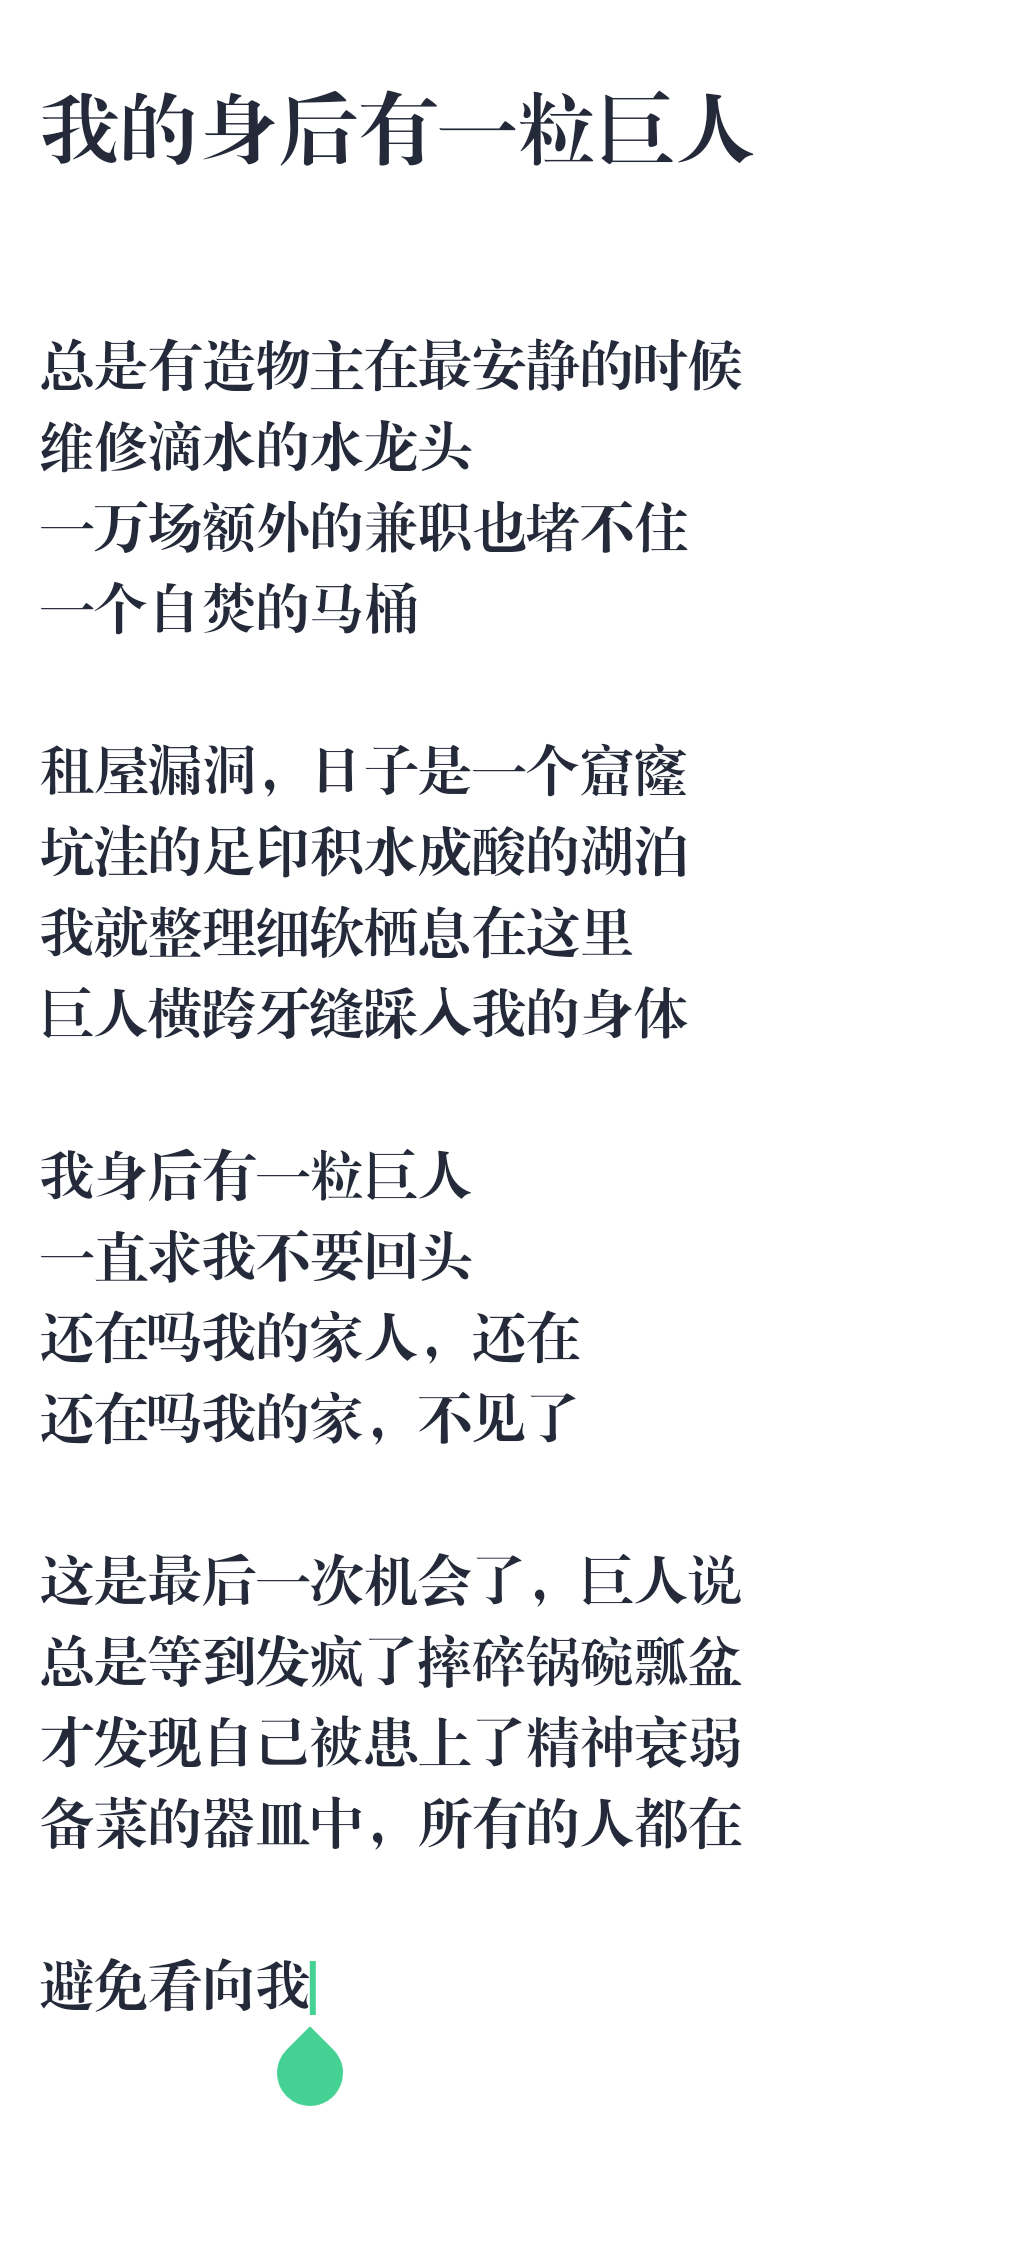 我的身后有一粒巨人
总是有造物主在最安静的时候
维修滴水的水龙头
一万场额外的兼职也堵不住
一个自焚的马桶
租屋漏洞，日子是一个窟窿
坑洼的足印积水成酸的湖泊
我就整理细软栖息在这里
巨人横跨牙缝踩入我的身体
我身后有一粒巨人
一直求我不要回头
还在吗我的家人，还在
还在吗我的家，不见了
这是最后一次机会了，巨人说
总是等到发疯了摔碎锅碗瓢盆
才发现自己被患上了精神衰弱
备菜的器皿中，所有的人都在
避免看向我